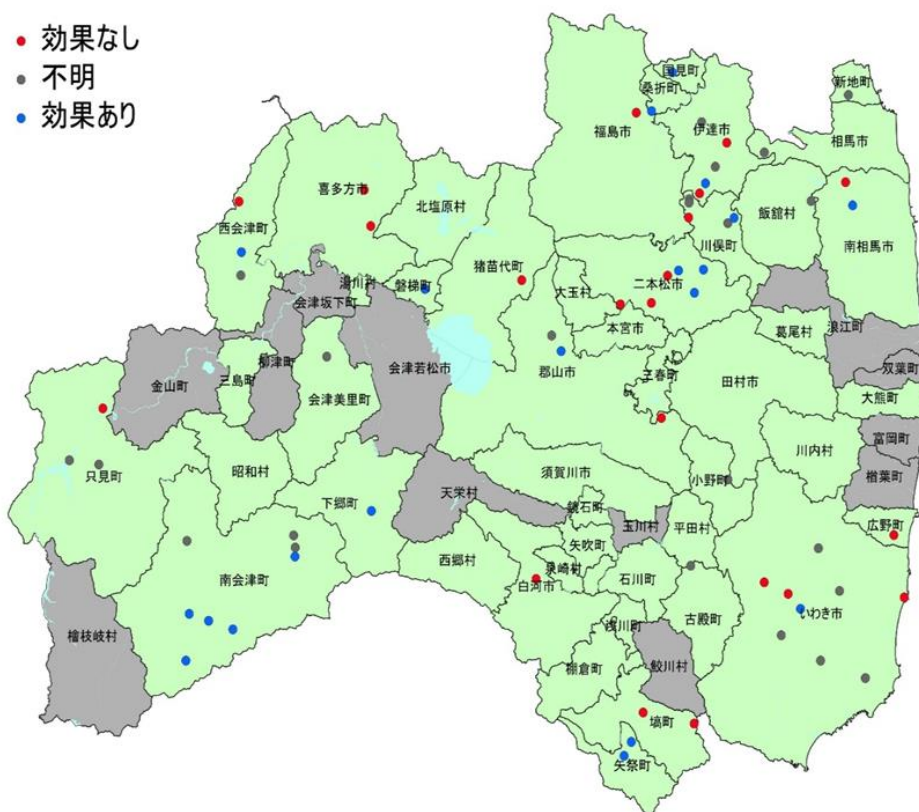 効果なし
不明
効果あり
国見町
桑折町
新地町
福島市
伊達市
相馬市
喜多方市
北塩原村
飯舘村
西会津町
川俣町
南相馬市
猪苗代町
湯川村
磐梯町
大玉村
二本松市
会津坂下町
本宮市
葛尾村
浪江町
柳津町
会津若松市
郡山市
三春町
田村市
双葉町
金山町
三島町
会津美里町
大熊町
富岡町
川内村
只見町
昭和村
須賀川市
小野町
楢葉町
下郷町
天栄村
鏡石町
玉川村
平田村
広野町
矢吹町
西郷村
泉崎村
南会津町
白河市
石川町
いわき市
古殿町
浅川町
檜枝岐村
棚倉町
鮫川村
塙町
矢祭町